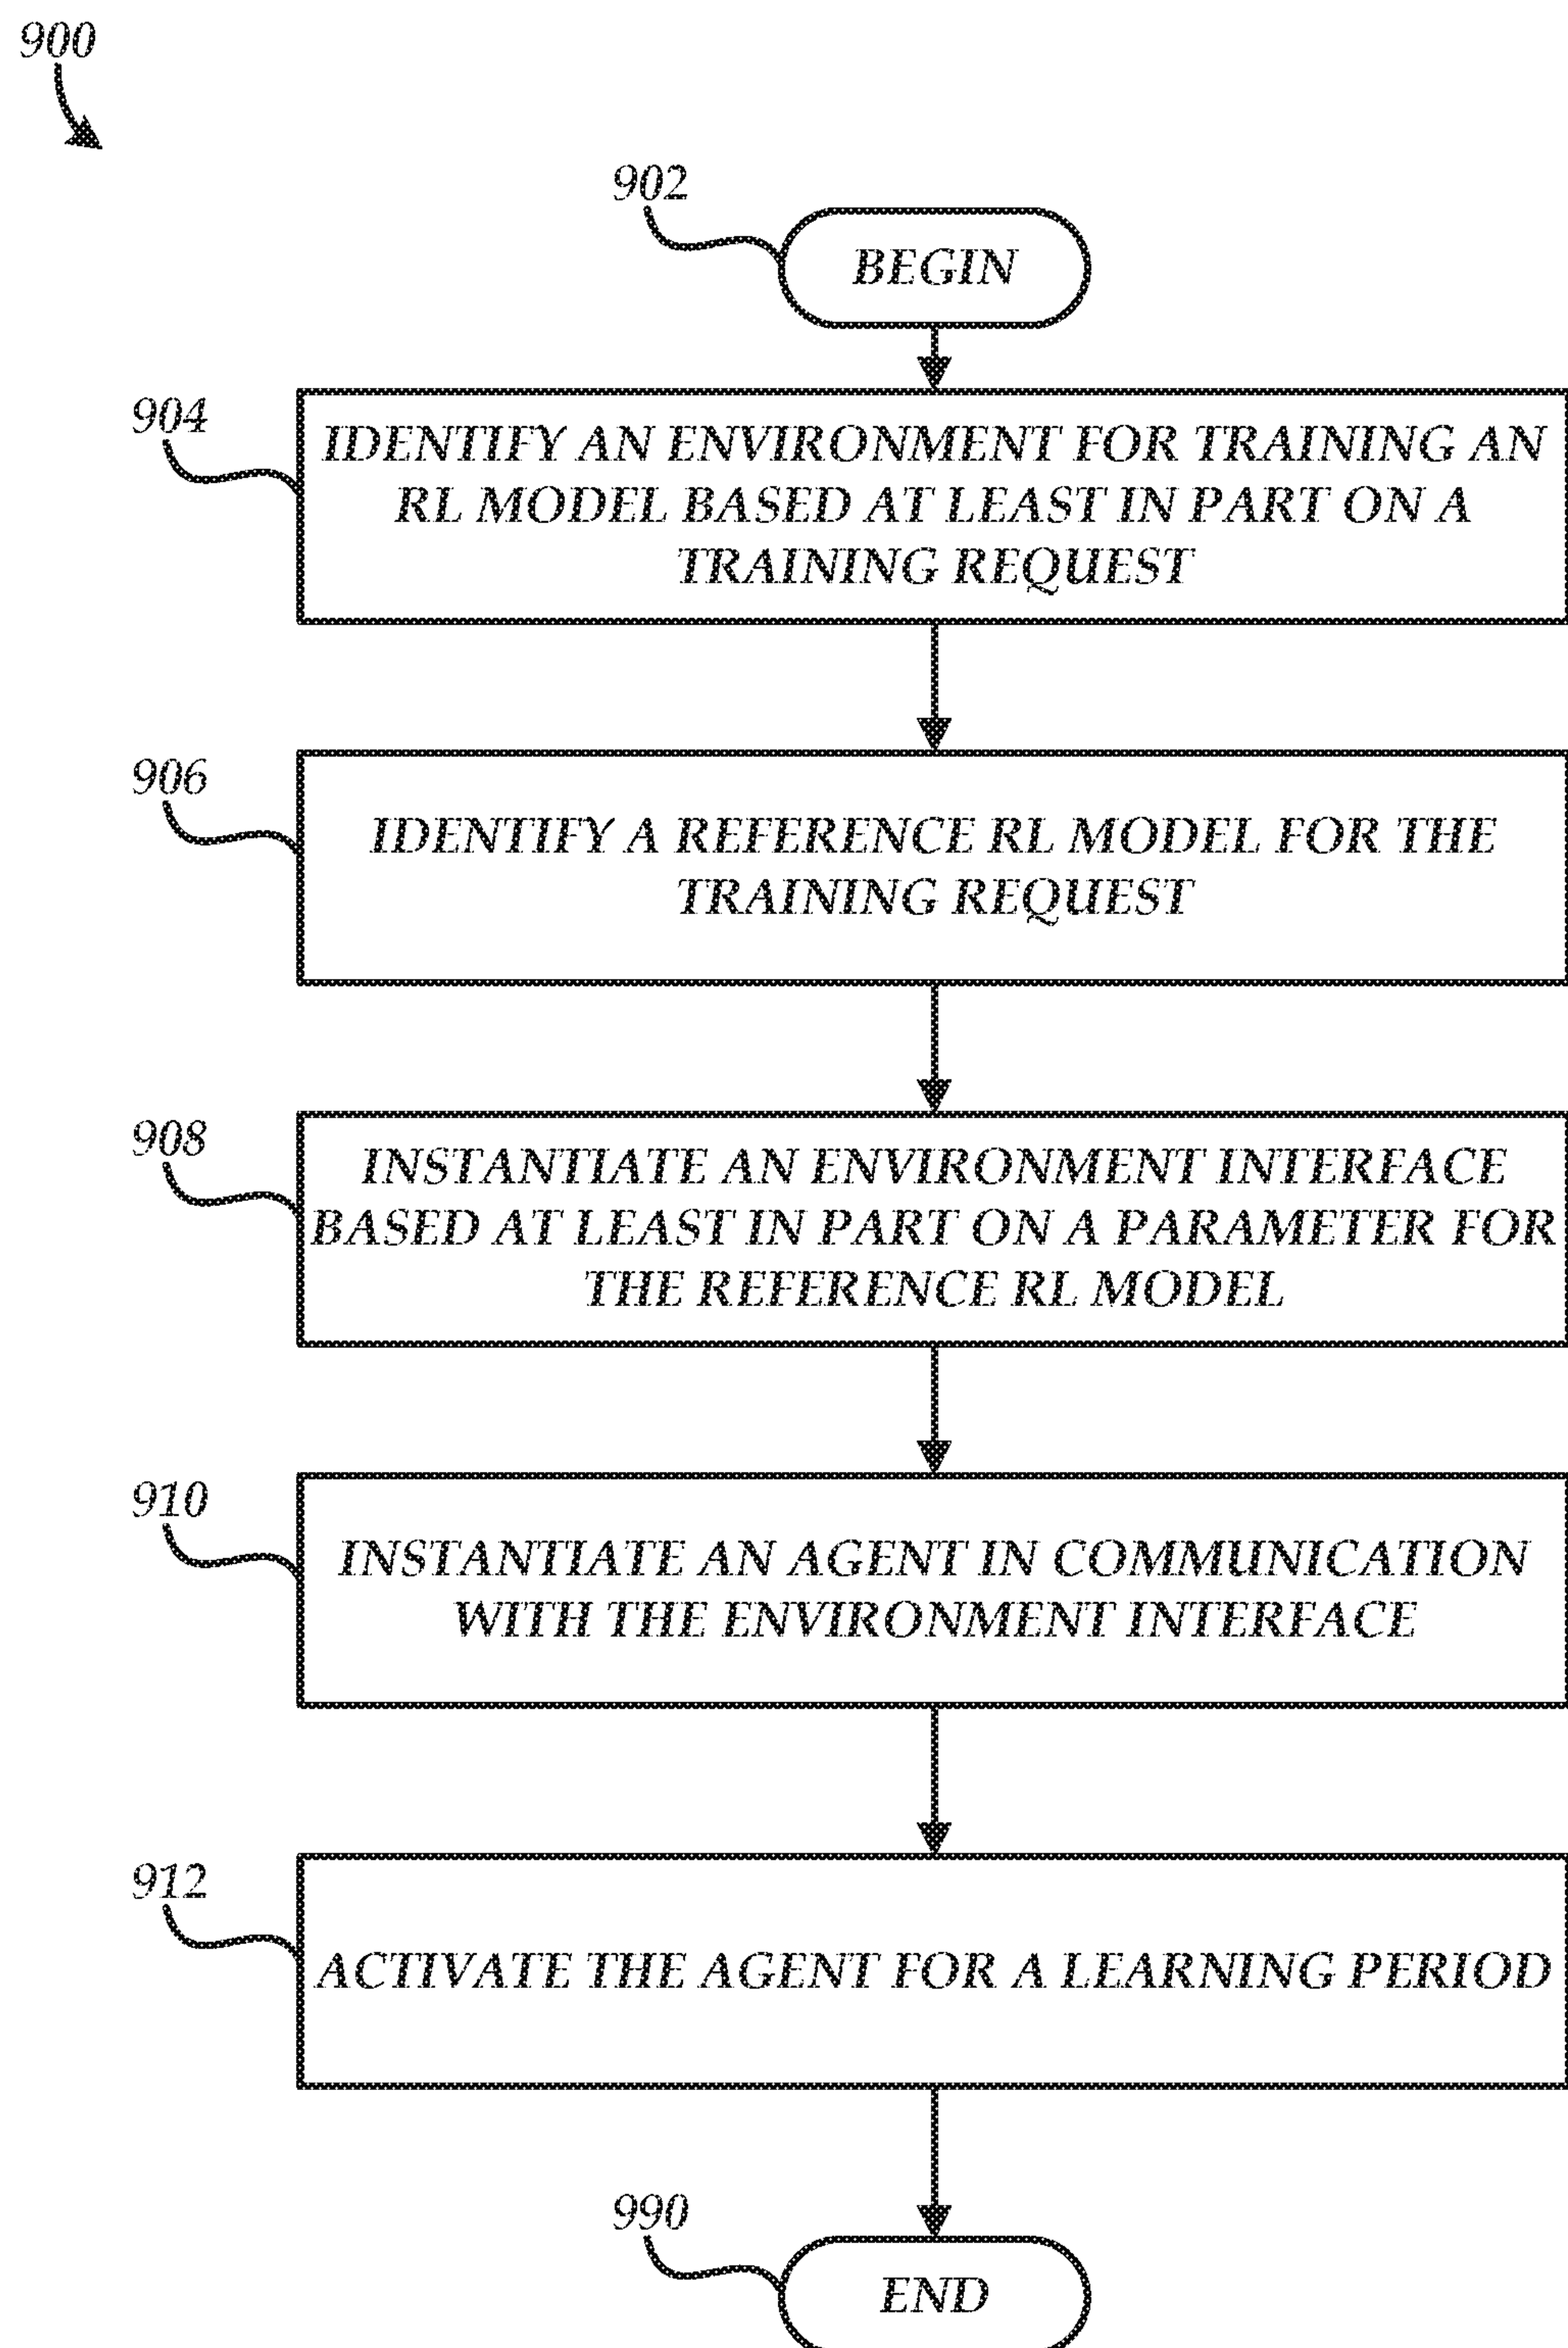 900
902
BEGIN
904
IDENTIFY AN ENVIRONMENT FOR TRAINING AN
RL MODEL BASED AT LEAST IN PART ON A
TRAINING REQUEST
906
IDENTIFY A REFERENCE RL MODEL FOR THE
TRAINING REQUEST
908
INSTANTIATE AN ENVIRONMENT INTERFACE
BASED AT LEAST IN PART ON A PARAMETER FOR
THE REFERENCE RL MODEL
910
INSTANTIATE AN AGENT IN COMMUNICATION
WITH THE ENVIRONMENT INTERFACE
912
ACTIVATE THE AGENT FOR A LEARNING PERIOD
990
END